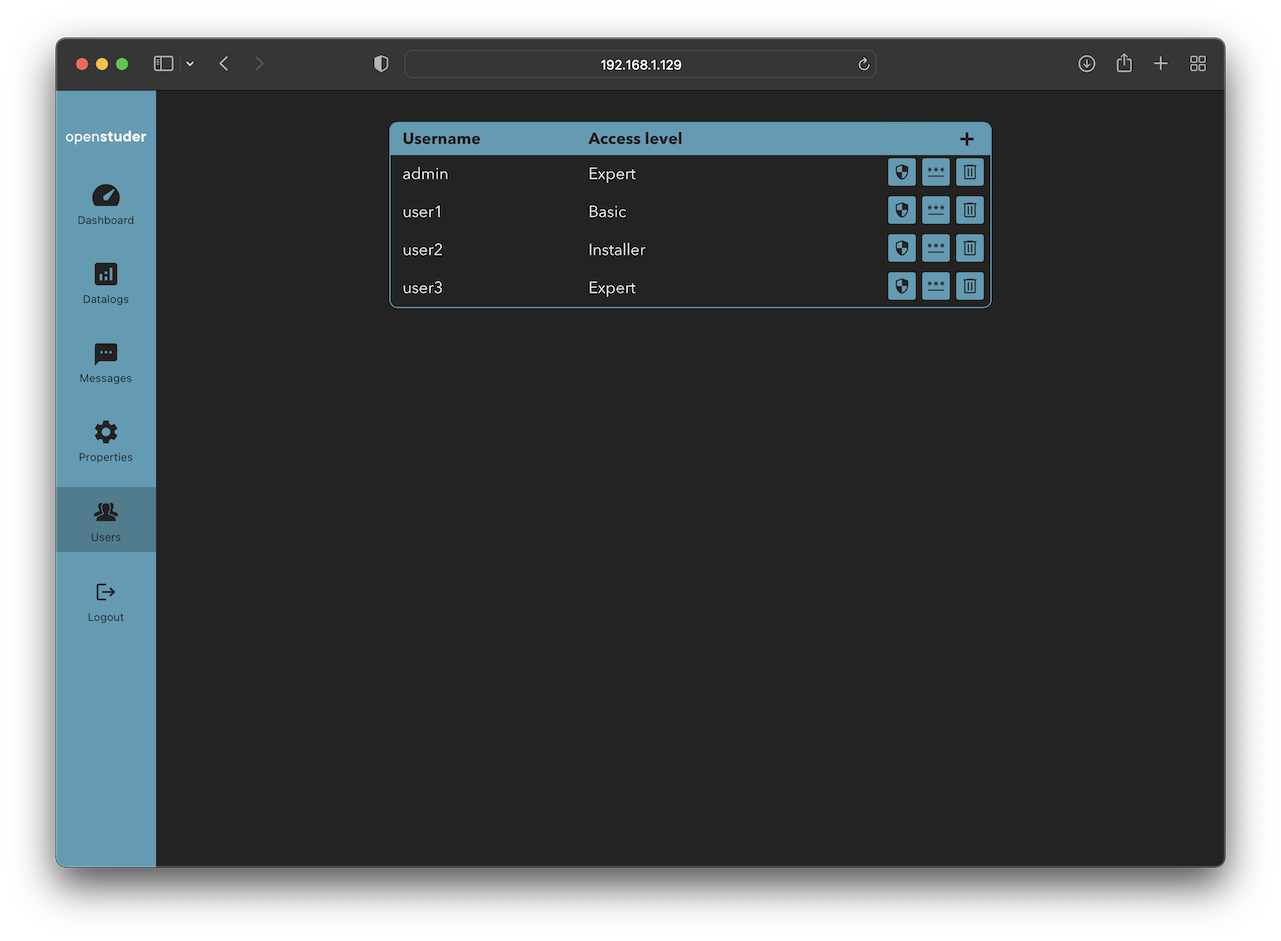 192.168.1.129
openstuder
Dashboard
Datalogs
Messages
Properties
Users
Logout
Username Access level +
admin Expert
user1 Basic
user2 Installer
user3 Expert